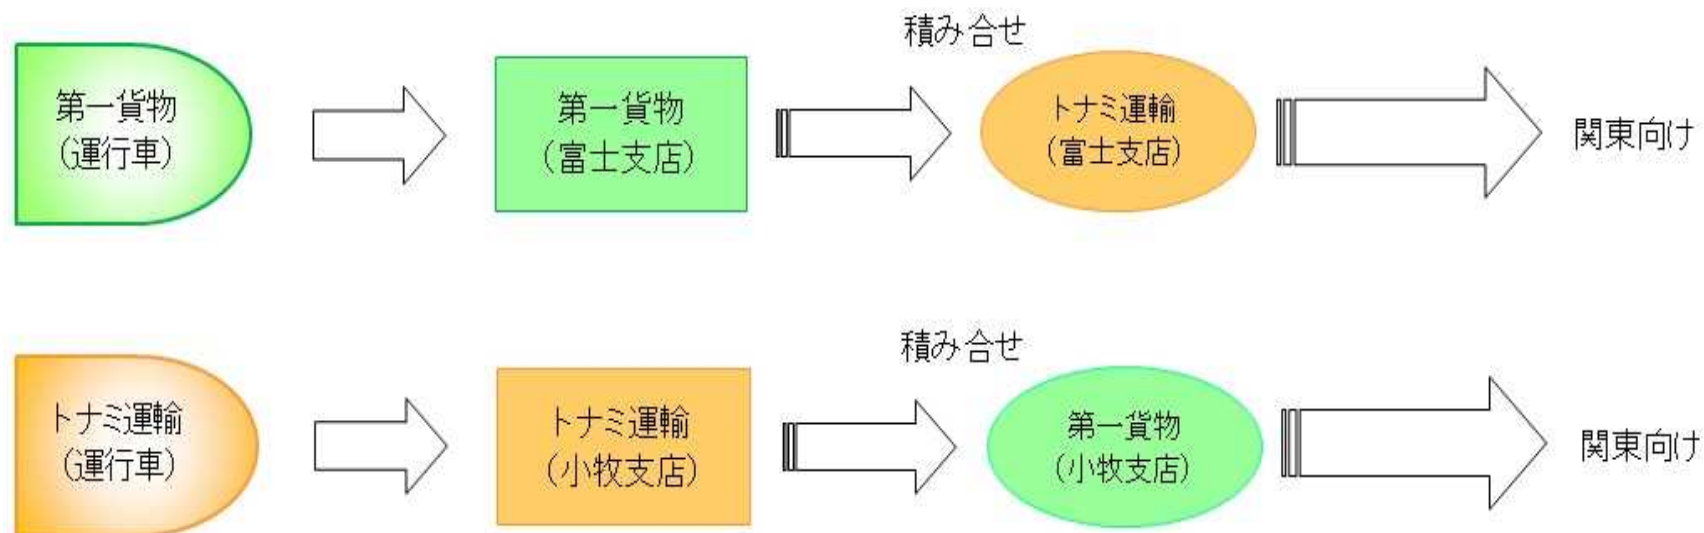 積み合せ
第一貨物
(運行車)
第一貨物
(富士支店)
トナミ運輸
(富士支店)
関東向け
積み合せ
トナミ運輸
(運行車)
トナミ運輸
(小牧支店)
第一貨物
(小牧支店)
関東向け